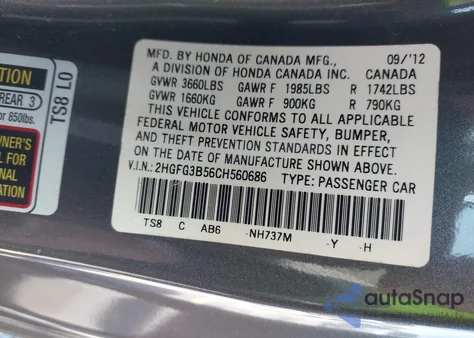 TION
REAR 3
or 850lbs.
WNER'S
L FOR
NAL
ATION
TS8 L0
MFD. BY HONDA OF CANADA MFG., 09/'12
A DIVISION OF HONDA CANADA INC. CANADA
GVWR 3660LBS GAWR F 1985LBS R 1742LBS
GVWR 1660KG GAWR F 900KG R 790KG
THIS VEHICLE CONFORMS TO ALL APPLICABLE
FEDERAL MOTOR VEHICLE SAFETY, BUMPER,
AND THEFT PREVENTION STANDARDS IN EFFECT
ON THE DATE OF MANUFACTURE SHOWN ABOVE.
V.I.N.: 2HGFG3B56CH560686 TYPE: PASSENGER CAR
TS8 C AB6 -NH737M -Y -H
autoSnap